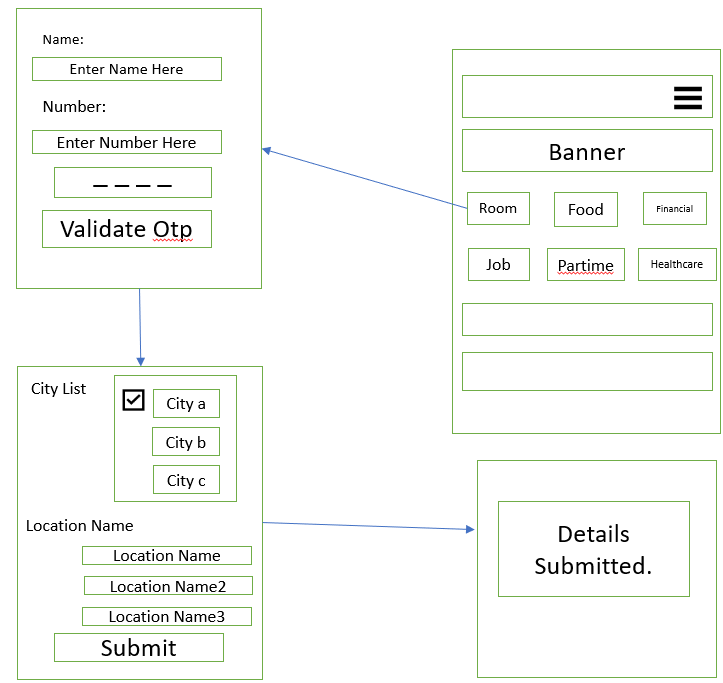 Name:
Enter Name Here
Number:
Enter Number Here
_ _ _ _
Validate Otp
Banner
Room
Food
Financial
Job
Partime
Healthcare
City List
City a
City b
City c
Location Name
Location Name
Location Name2
Location Name3
Submit
Details
Submitted.